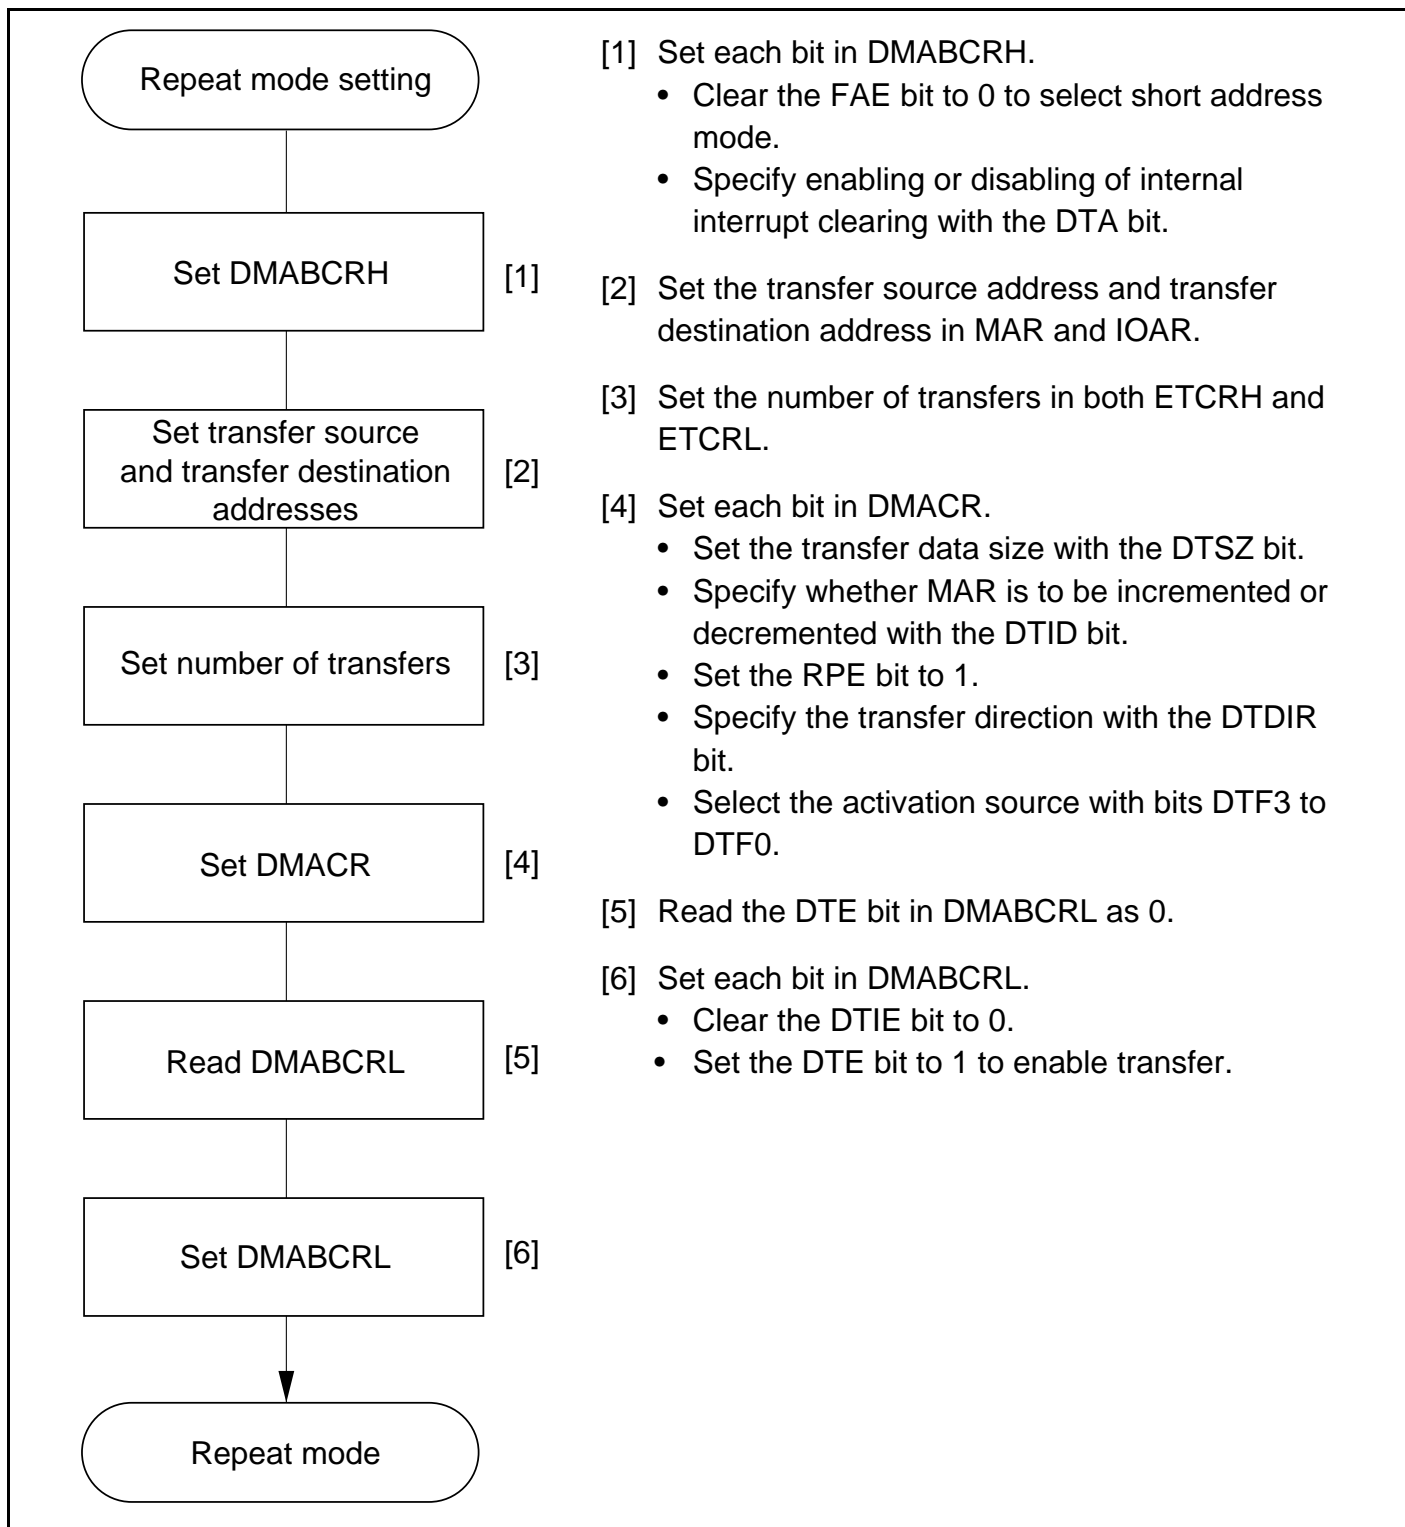 Repeat mode setting
Set DMABCRH
[1]
Set transfer source
and transfer destination
addresses
[2]
Set number of transfers
[3]
Set DMACR
[4]
Read DMABCRL
[5]
Set DMABCRL
[6]
Repeat mode
[1] Set each bit in DMABCRH.
• Clear the FAE bit to 0 to select short address
mode.
• Specify enabling or disabling of internal
interrupt clearing with the DTA bit.
[2] Set the transfer source address and transfer
destination address in MAR and IOAR.
[3] Set the number of transfers in both ETCRH and
ETCRL.
[4] Set each bit in DMACR.
• Set the transfer data size with the DTSZ bit.
• Specify whether MAR is to be incremented or
decremented with the DTID bit.
• Set the RPE bit to 1.
• Specify the transfer direction with the DTDIR
bit.
• Select the activation source with bits DTF3 to
DTF0.
[5] Read the DTE bit in DMABCRL as 0.
[6] Set each bit in DMABCRL.
• Clear the DTIE bit to 0.
• Set the DTE bit to 1 to enable transfer.